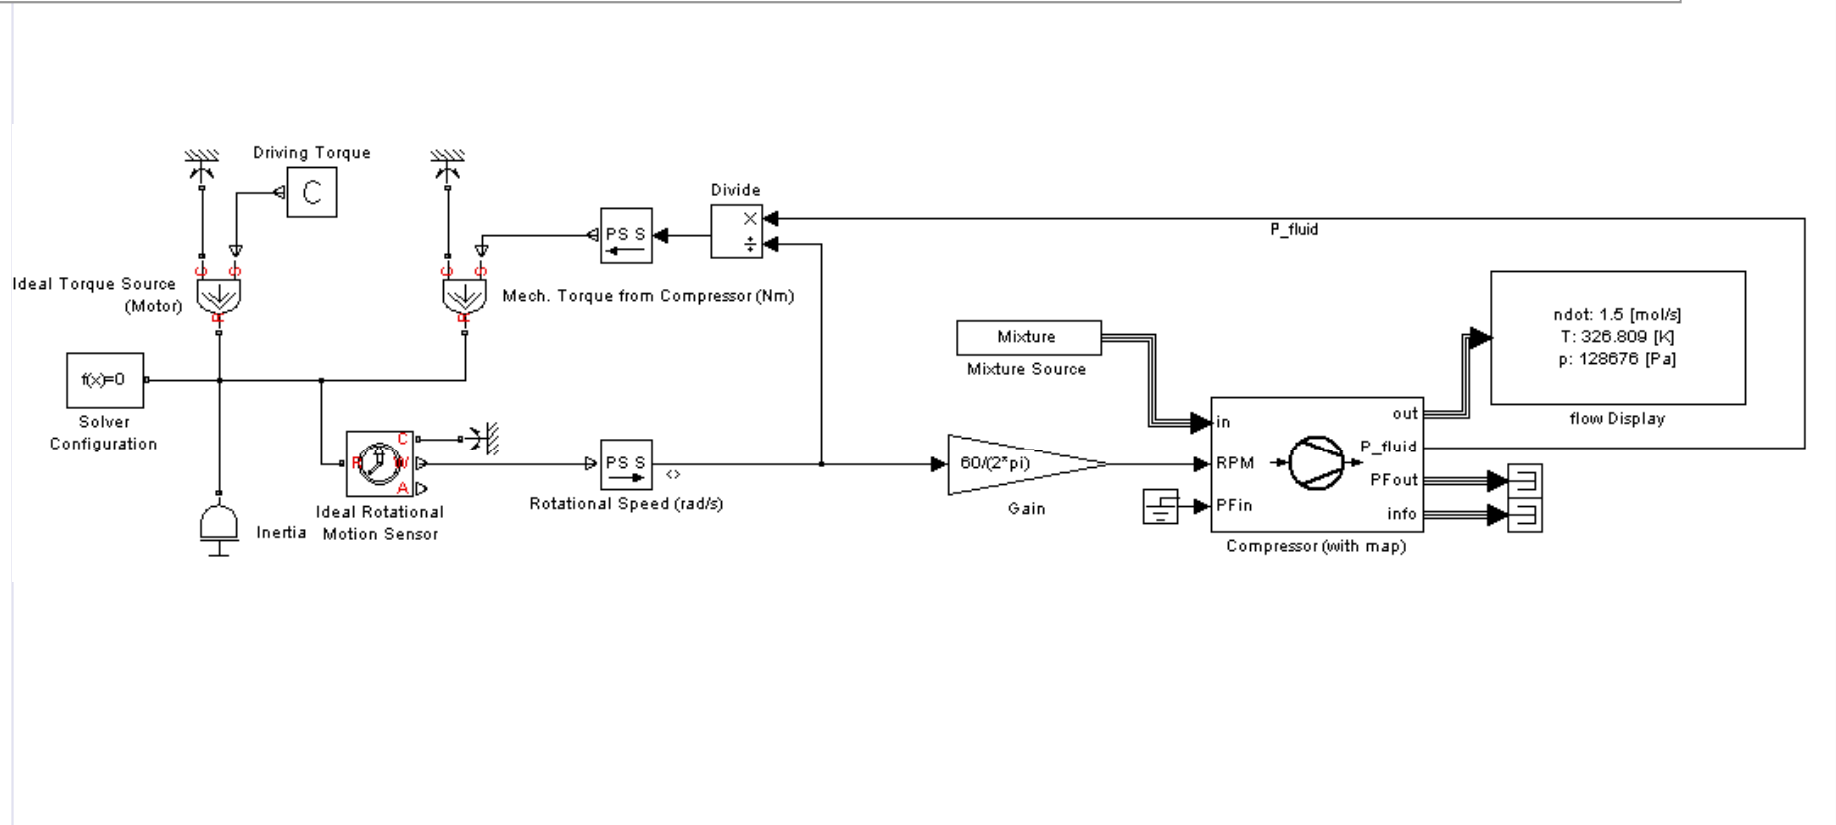 Driving Torque
C
Divide
×
÷
PS S
P_fluid
C
S
C
S
Ideal Torque Source
(Motor)
R
Mech. Torque from Compressor (Nm)
R
ndot: 1.5 [mol/s]
T: 326.809 [K]
p: 128676 [Pa]
flow Display
Mixture
Mixture Source
f(x)=0
Solver
Configuration
C
R
W
A
Ideal Rotational
Motion Sensor
Inertia
PS S
<>
Rotational Speed (rad/s)
60/(2*pi)
Gain
in
RPM
PFin
out
P_fluid
PFout
info
Compressor (with map)